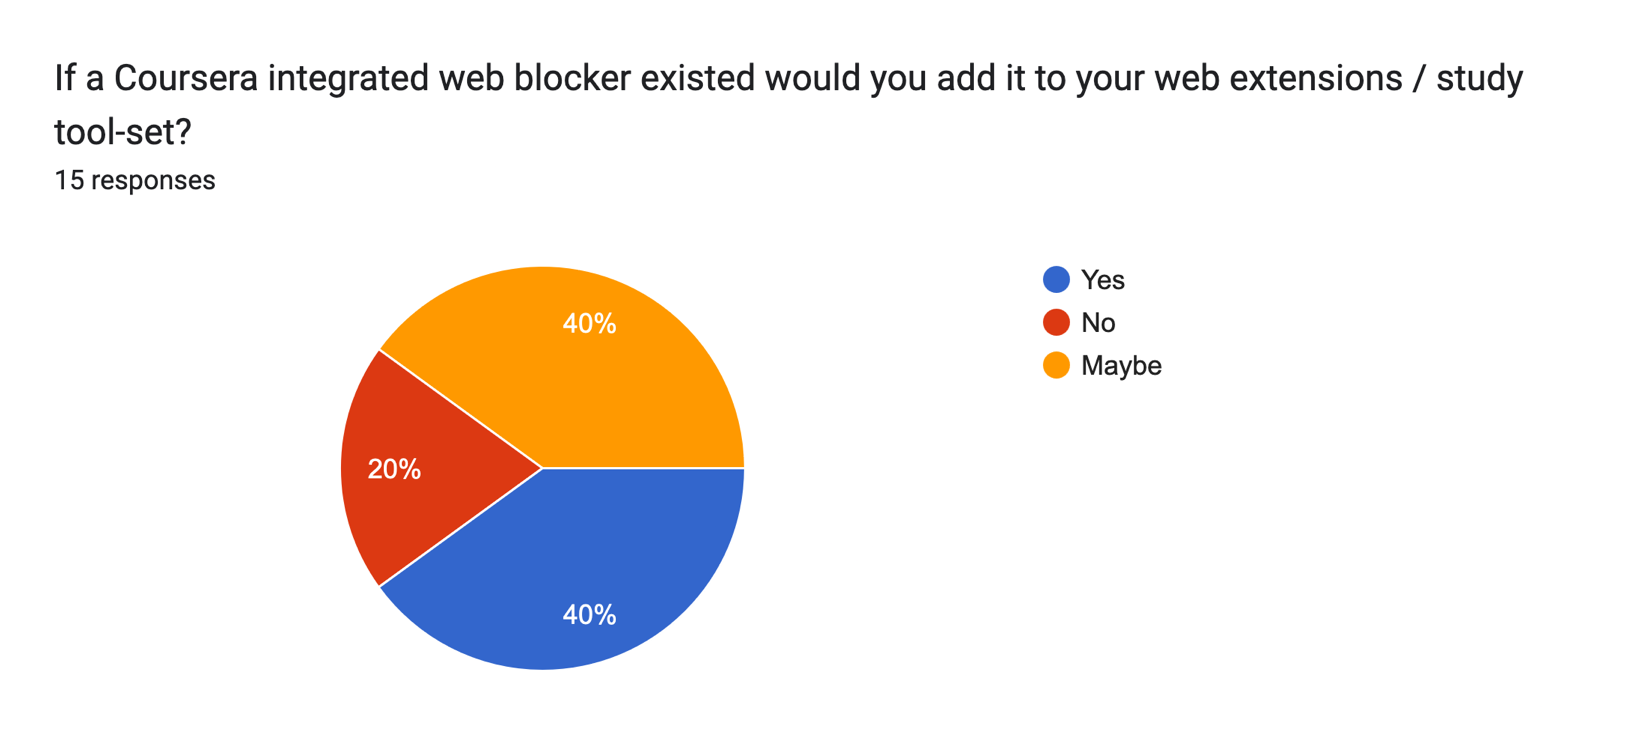 If a Coursera integrated web blocker existed would you add it to your web extensions / study
tool-set?
15 responses
Yes
No
Maybe
40%
20%
40%